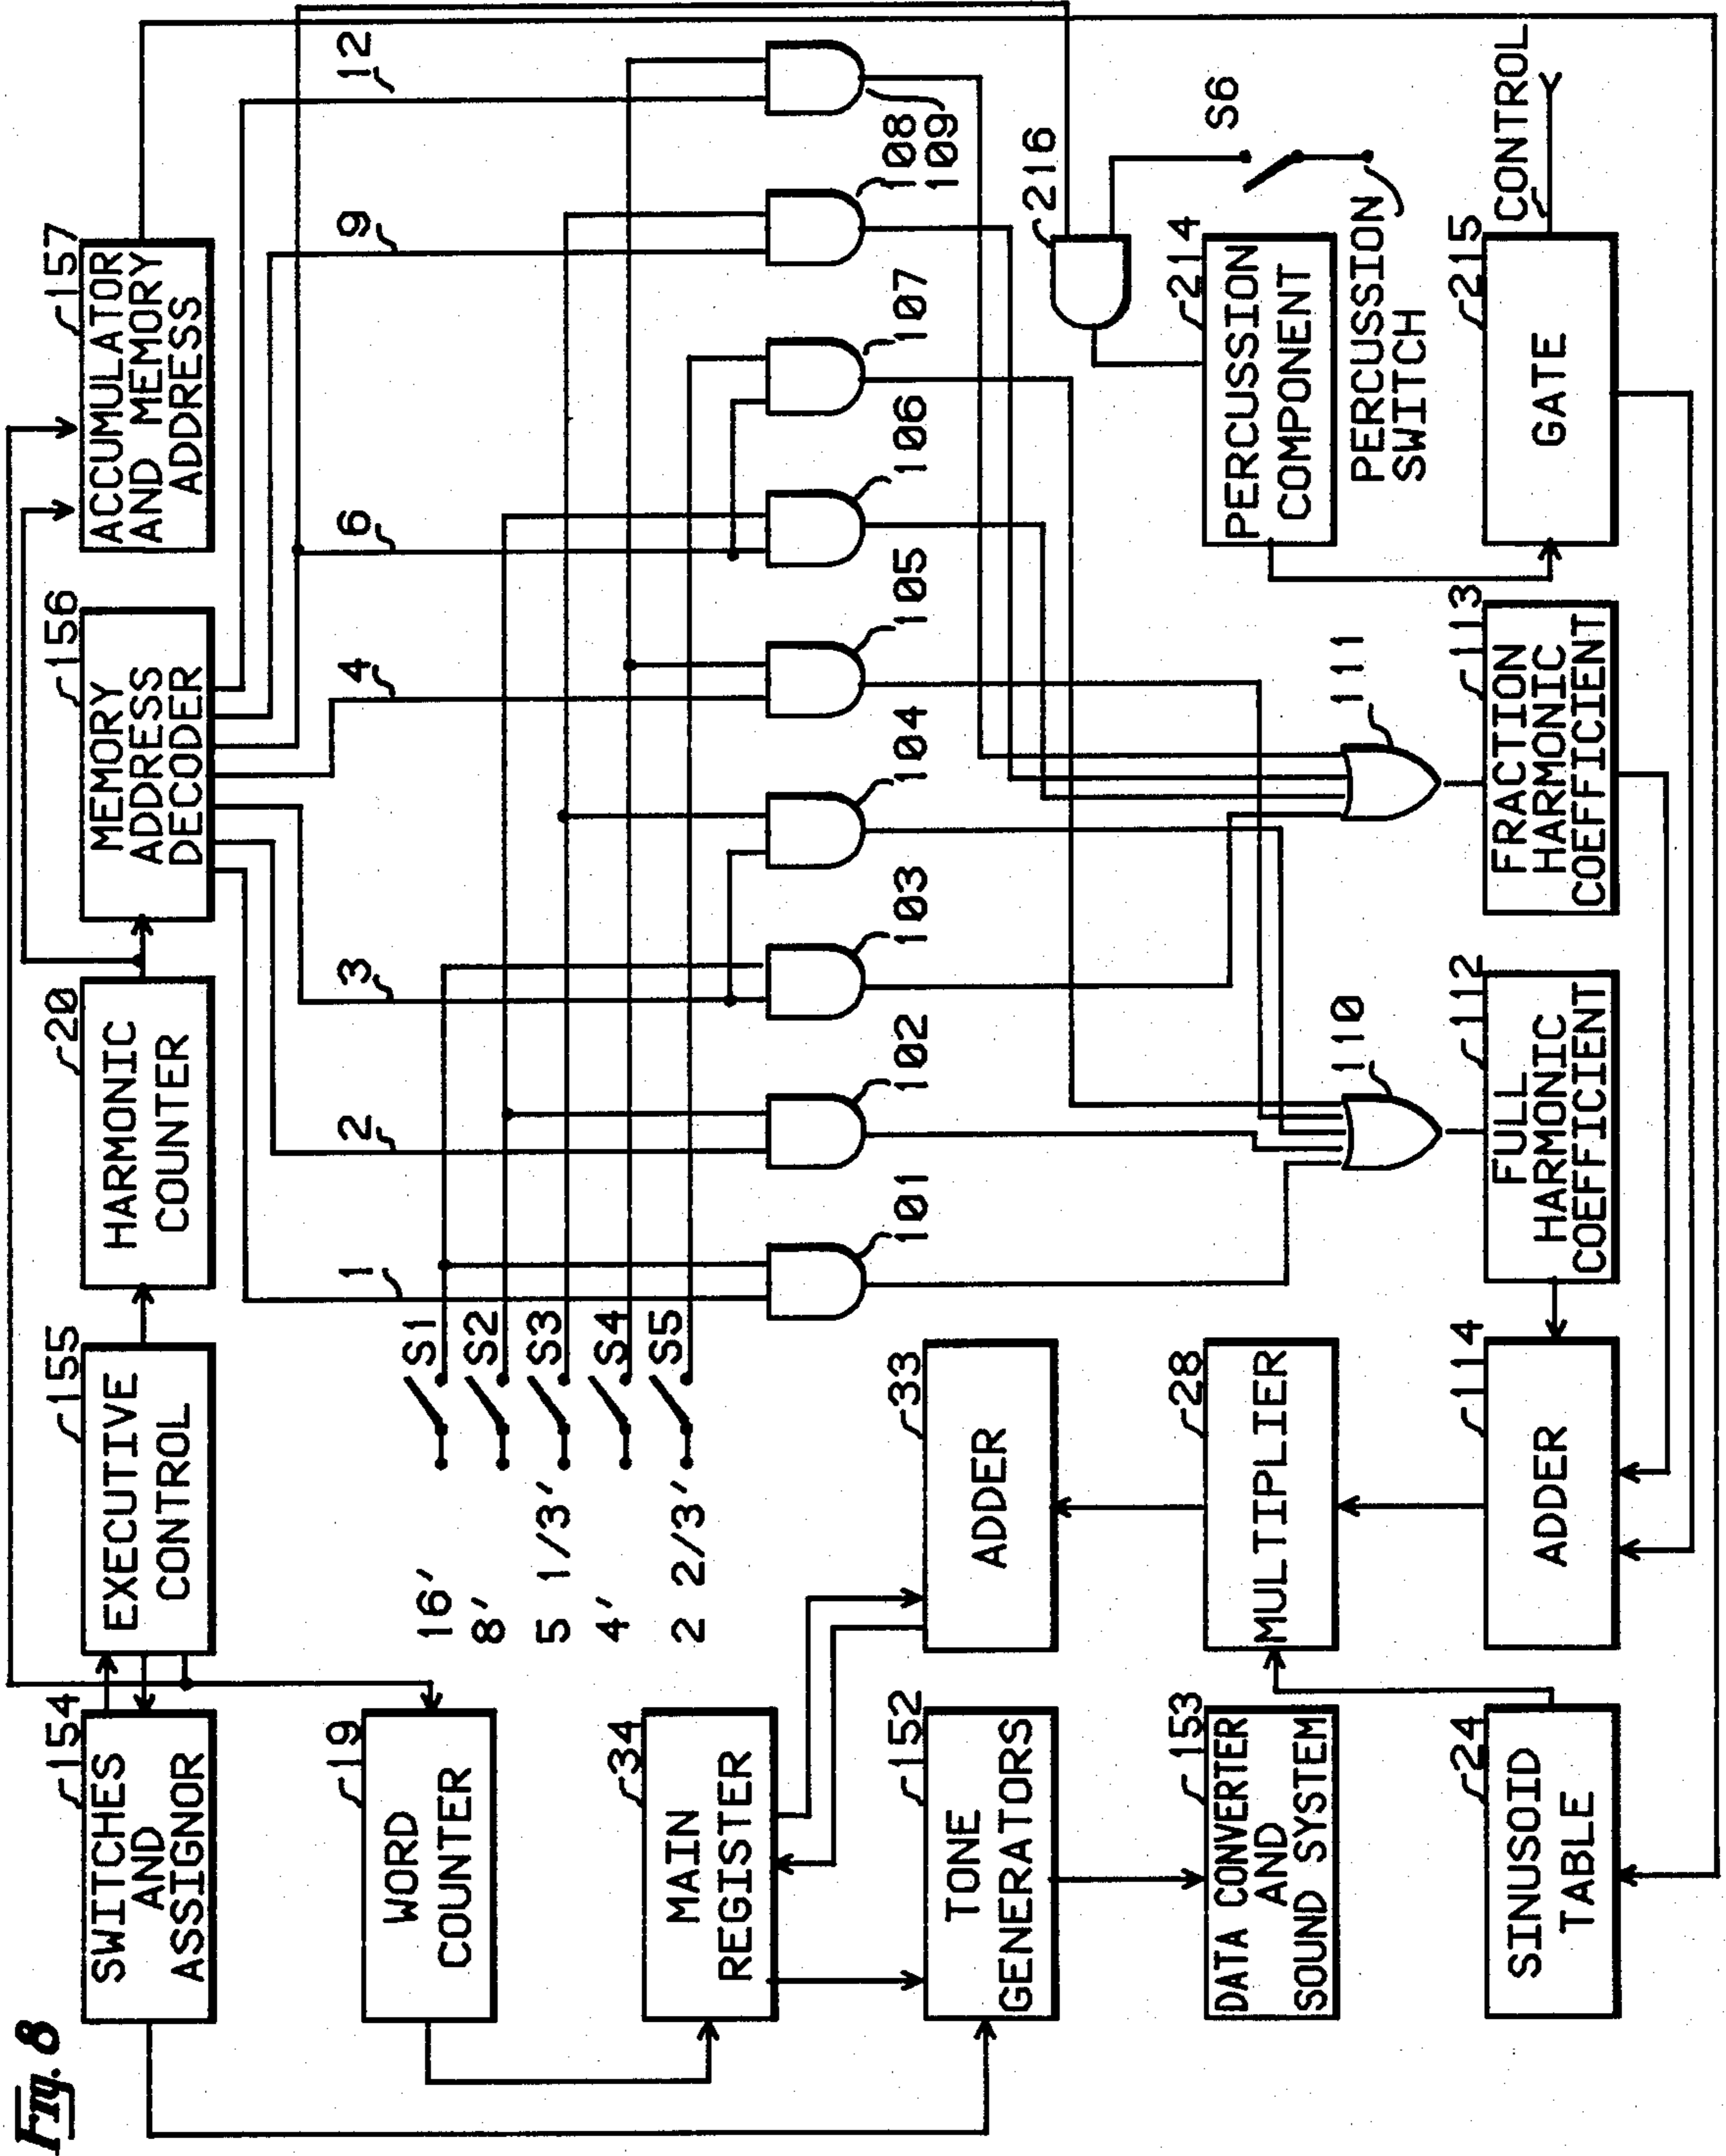 Fig. 8
154
SWITCHES
AND
ASSIGNOR
155
EXECUTIVE
CONTROL
20
HARMONIC
COUNTER
156
MEMORY
ADDRESS
DECODER
157
ACCUMULATOR
AND MEMORY
ADDRESS
19
WORD
COUNTER
16'
8'
5 1/3'
4'
2 2/3'
S1
S2
S3
S4
S5
1
2
3
4
6
9
12
34
MAIN
REGISTER
101
102
103
104
105
106
107
108
109
152
TONE
GENERATORS
33
ADDER
216
S6
153
DATA CONVERTER
AND
SOUND SYSTEM
28
MULTIPLIER
110
111
214
PERCUSSION
COMPONENT
PERCUSSION
SWITCH
24
SINUSOID
TABLE
114
ADDER
112
FULL
HARMONIC
COEFFICIENT
113
FRACTION
HARMONIC
COEFFICIENT
215
GATE
CONTROL